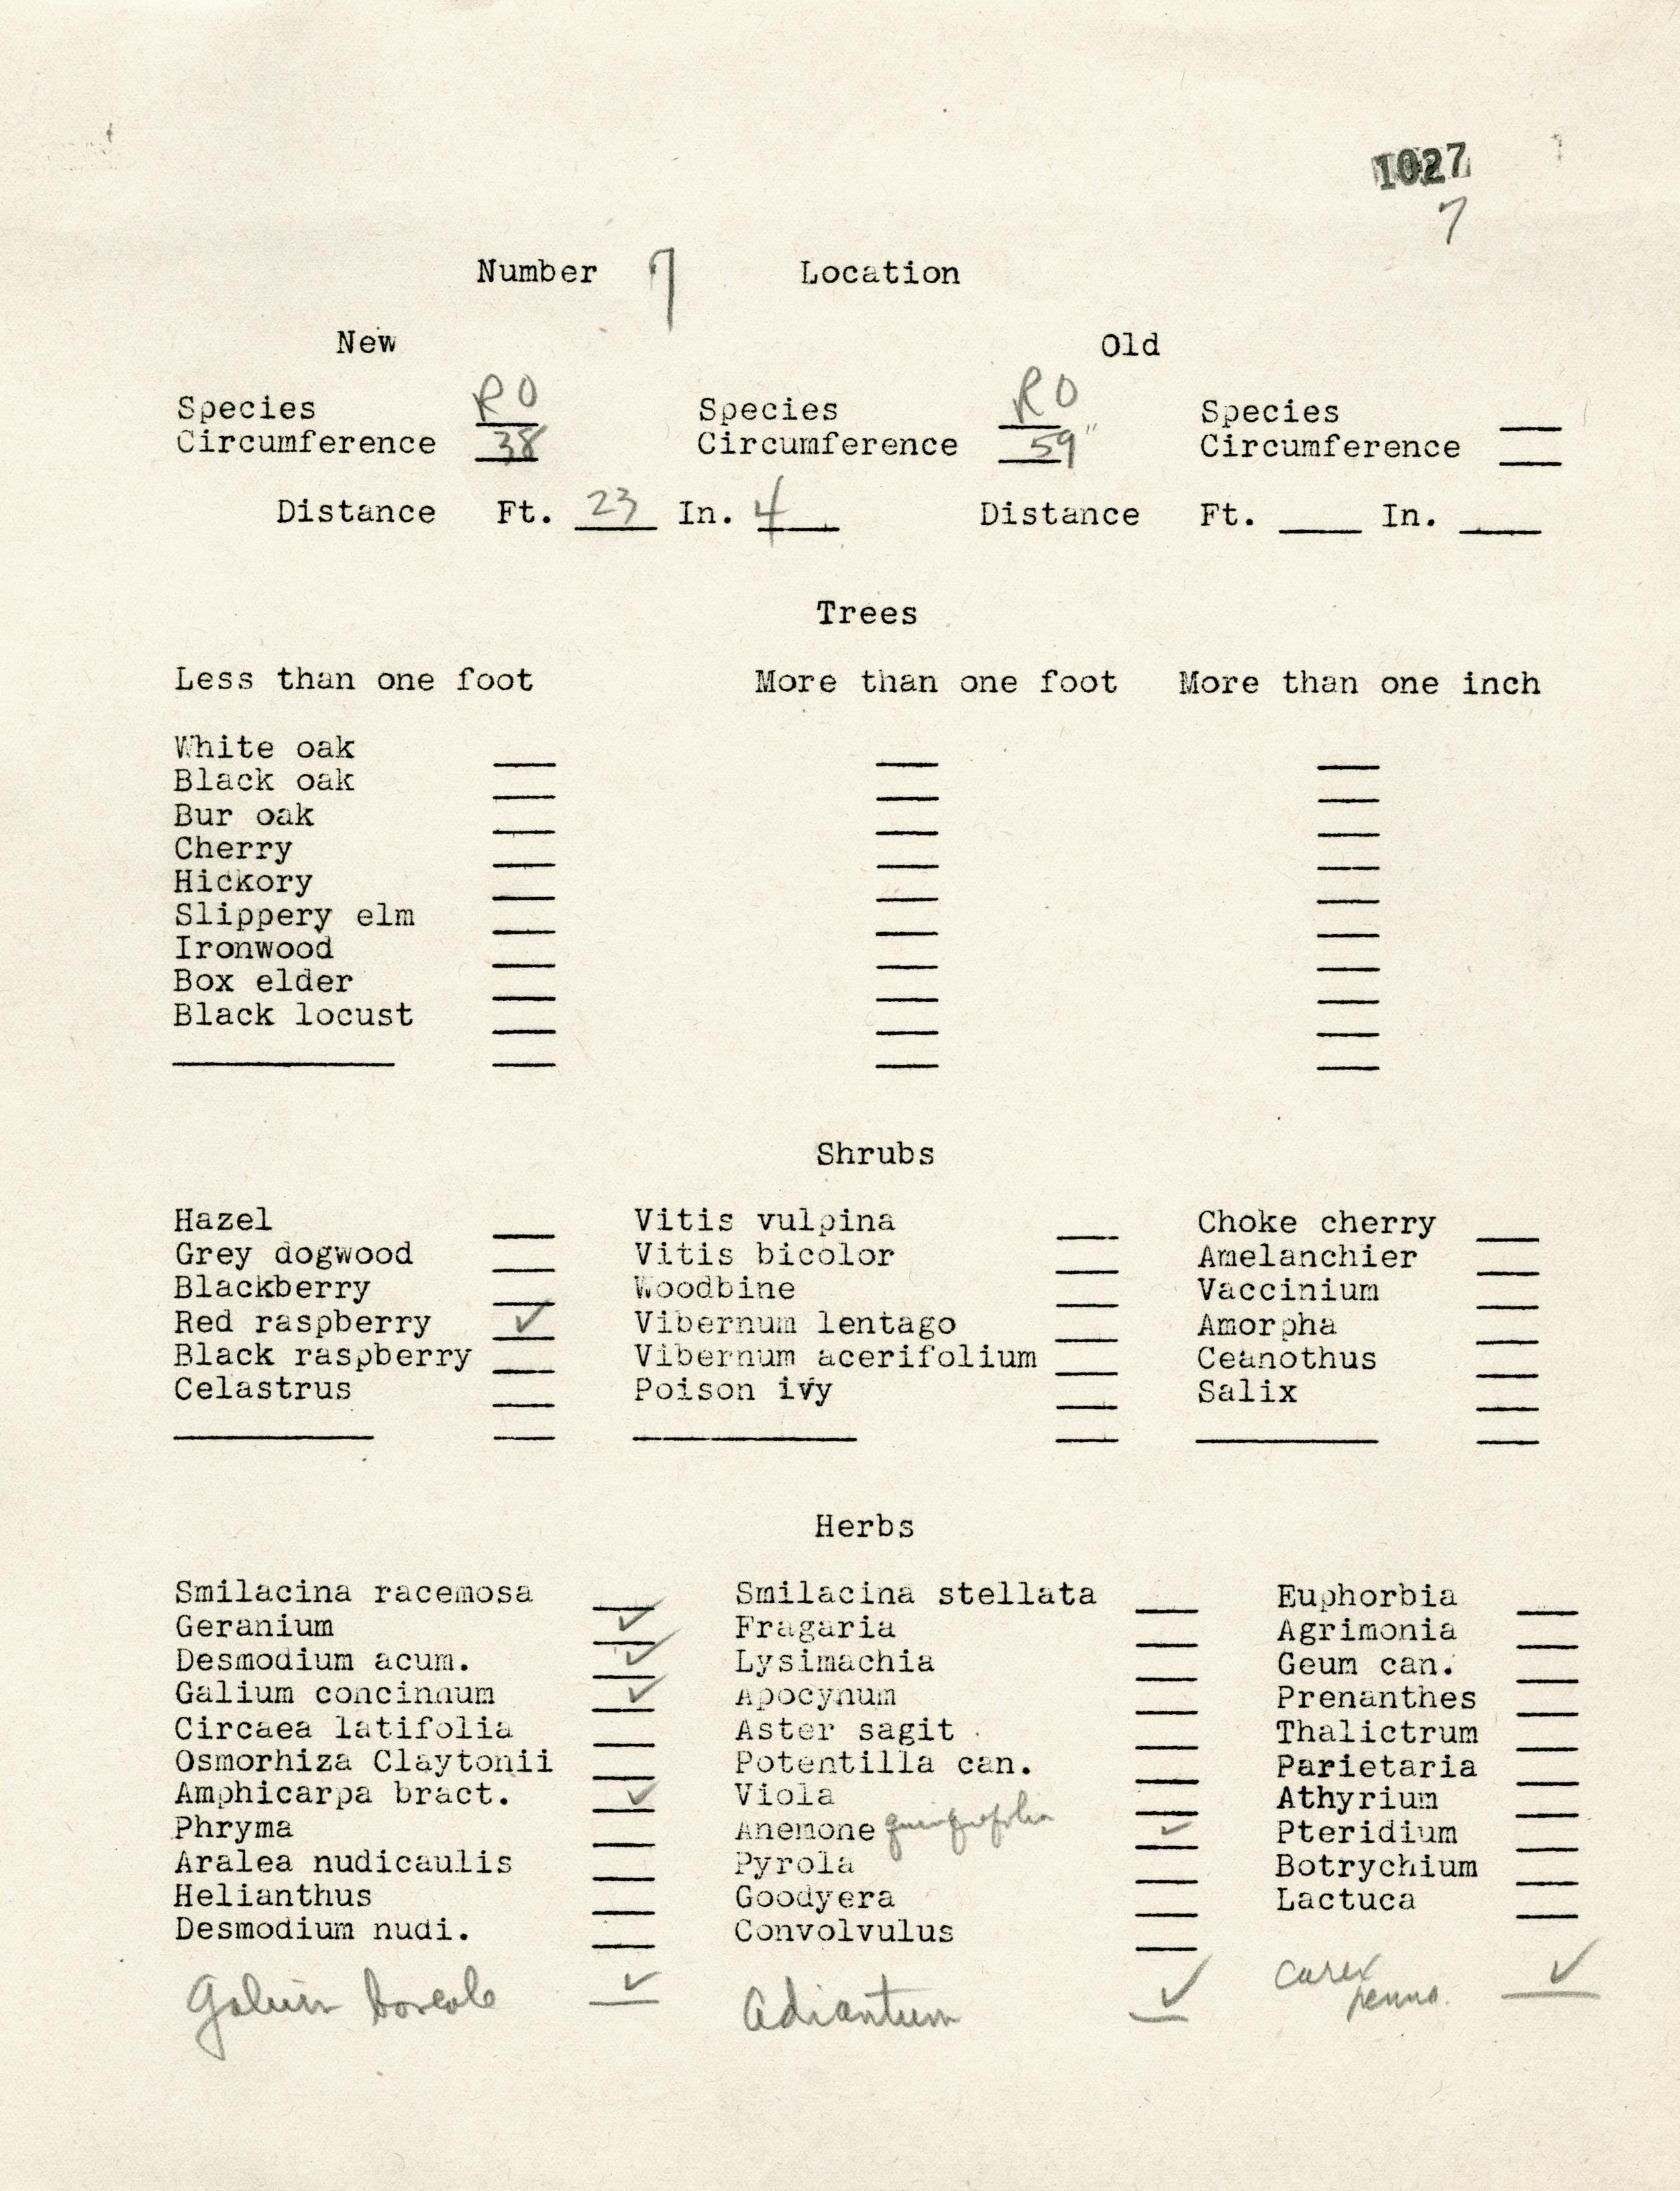 1027
7
Number 7 Location
New Old
Species RO Species RO Species
Circumference 38 Circumference 59" Circumference
Distance Ft. 23 In. 4 Distance Ft. In.
Trees
Less than one foot More than one foot More than one inch
White oak
Black oak
Bur oak
Cherry
Hickory
Slippery elm
Ironwood
Box elder
Black locust
Shrubs
Hazel Vitis vulpina Choke cherry
Grey dogwood Vitis bicolor Amelanchier
Blackberry Woodbine Vaccinium
Red raspberry ✓ Vibernum lentago Amorpha
Black raspberry Vibernum acerifolium Ceanothus
Celastrus Poison ivy Salix
Herbs
Smilacina racemosa Smilacina stellata Euphorbia
Geranium ✓ Fragaria Agrimonia
Desmodium acum. ✓ Lysimachia Geum can.
Galium concinnum ✓ Apocynum Prenanthes
Circaea latifolia Aster sagit. Thalictrum
Osmorhiza Claytonii Potentilla can. Parietaria
Amphicarpa bract. ✓ Viola Athyrium
Phryma Anemone quinquefolia ✓ Pteridium
Aralea nudicaulis Pyrola Botrychium
Helianthus Goodyera Lactuca
Desmodium nudi. Convolvulus
Galium boreale ✓ Adiantum ✓ Carex penna. ✓